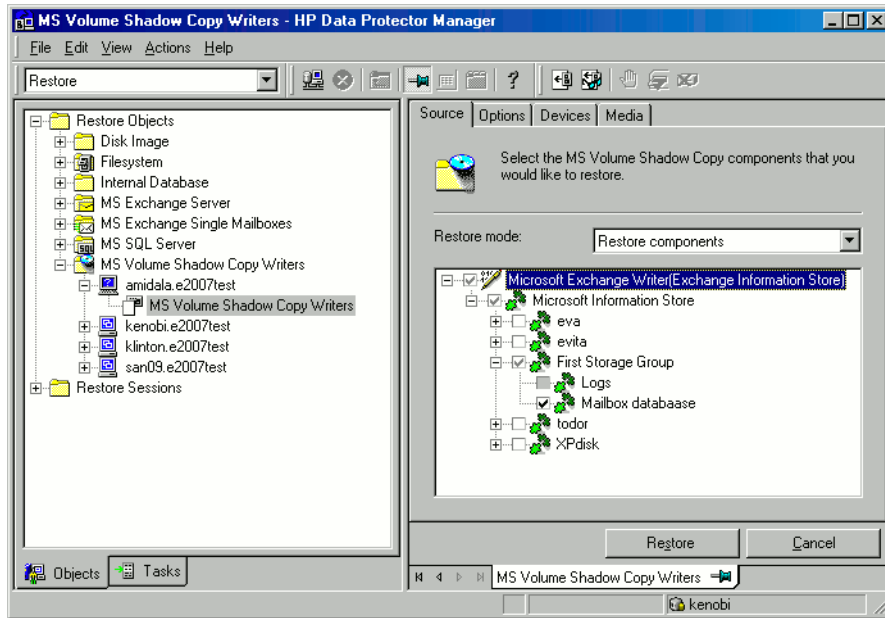 MS Volume Shadow Copy Writers - HP Data Protector Manager
File Edit View Actions Help
Restore
Restore Objects
Disk Image
Filesystem
Internal Database
MS Exchange Server
MS Exchange Single Mailboxes
SQL MS SQL Server
MS Volume Shadow Copy Writers
amidala.e2007test
MS Volume Shadow Copy Writers
kenobi.e2007test
klinton.e2007test
san09.e2007test
Restore Sessions
Objects Tasks
Source Options Devices Media
Select the MS Volume Shadow Copy components that you
would like to restore.
Restore mode: Restore components
Microsoft Exchange Writer(Exchange Information Store)
Microsoft Information Store
eva
evita
First Storage Group
Logs
Mailbox databaase
todor
XPdisk
Restore Cancel
MS Volume Shadow Copy Writers
kenobi